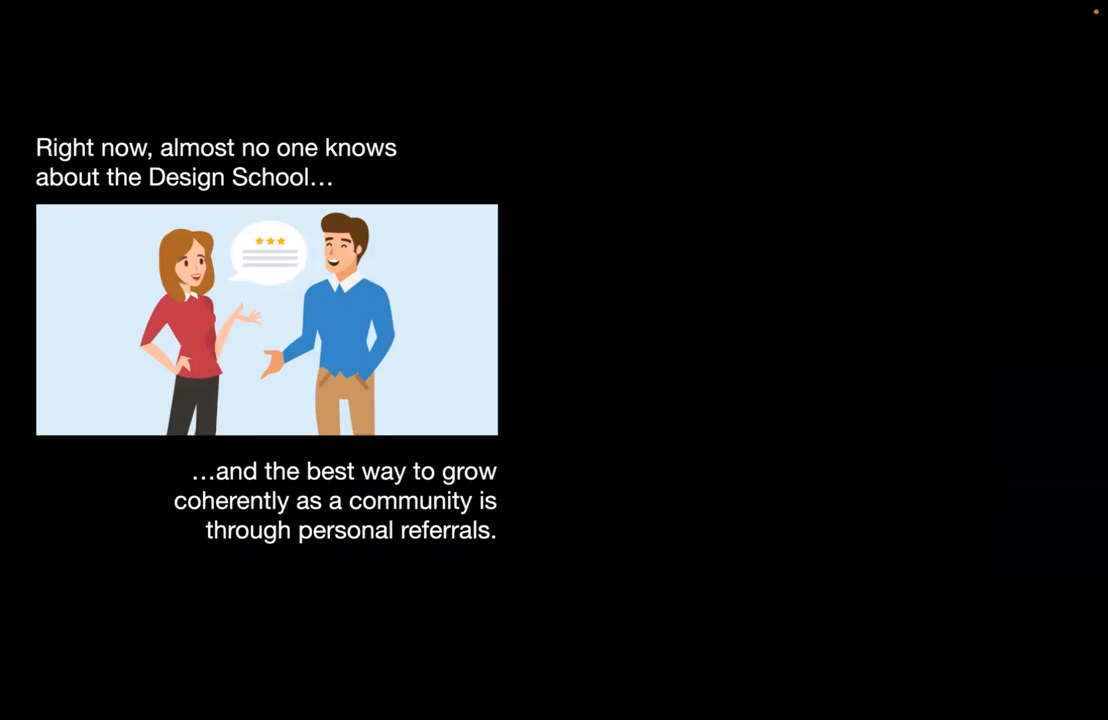 Right now, almost no one knows
about the Design School…
…and the best way to grow
coherently as a community is
through personal referrals.